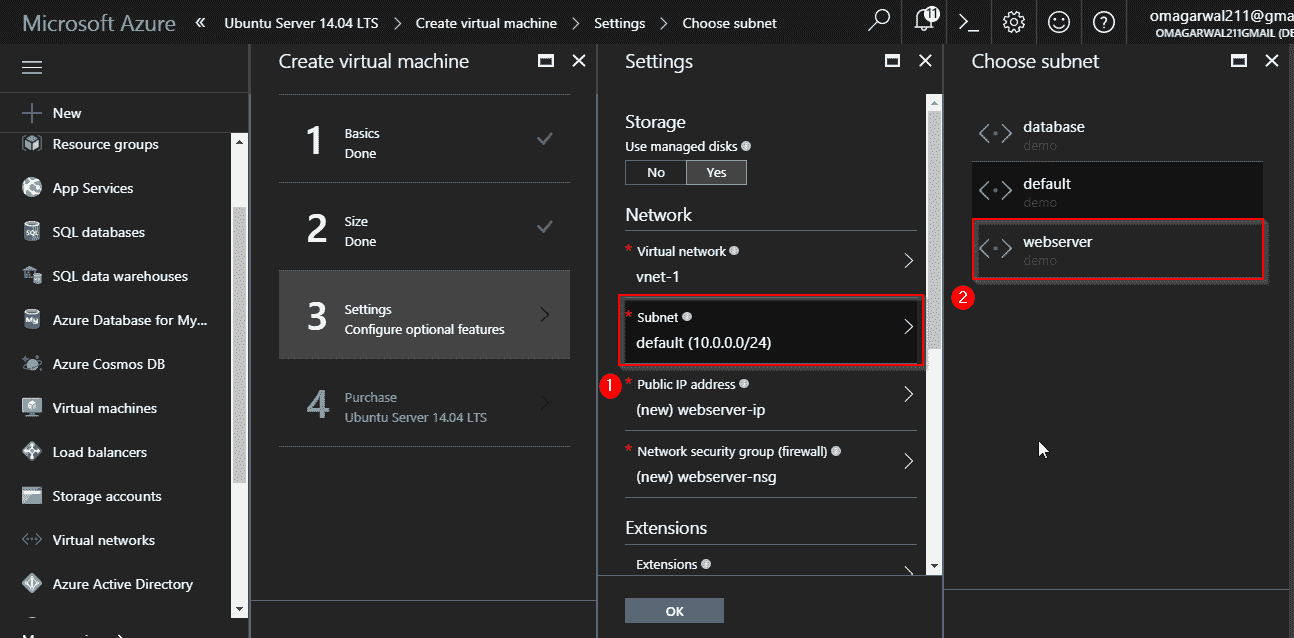 Microsoft Azure « Ubuntu Server 14.04 LTS > Create virtual machine > Settings > Choose subnet
11
omagarwal211@gma
OMAGARWAL211GMAIL (DE
New
Resource groups
App Services
SQL databases
SQL data warehouses
Azure Database for My...
Azure Cosmos DB
Virtual machines
Load balancers
Storage accounts
Virtual networks
Azure Active Directory
Create virtual machine
1
Basics
Done
2
Size
Done
3
Settings
Configure optional features
4
Purchase
Ubuntu Server 14.04 LTS
Settings
Storage
Use managed disks
No Yes
Network
* Virtual network
vnet-1
* Subnet
default (10.0.0.0/24)
1
* Public IP address
(new) webserver-ip
* Network security group (firewall)
(new) webserver-nsg
Extensions
Extensions
OK
Choose subnet
database
demo
default
demo
webserver
demo
2